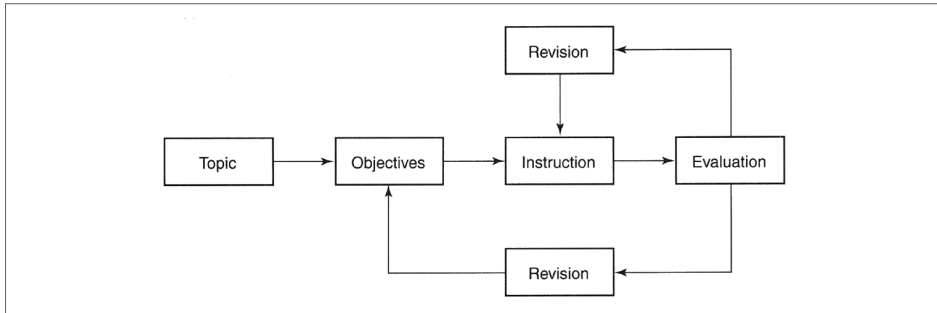 Revision
Topic
Objectives
Instruction
Evaluation
Revision